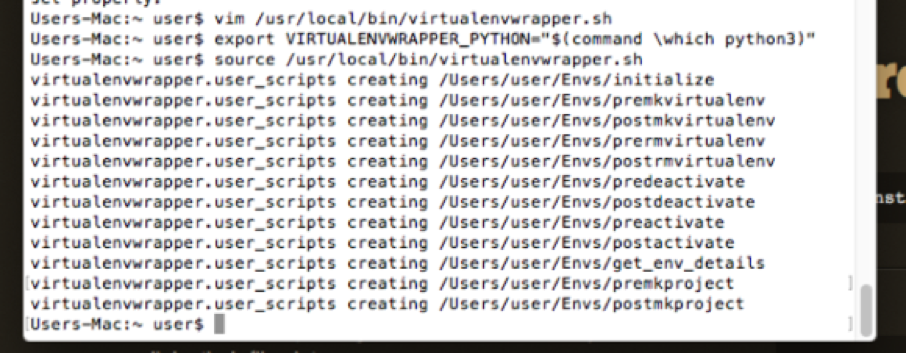 set property.
Users-Mac:~ user$ vim /usr/local/bin/virtualenvwrapper.sh
Users-Mac:~ user$ export VIRTUALENVWRAPPER_PYTHON="$(command \which python3)"
Users-Mac:~ user$ source /usr/local/bin/virtualenvwrapper.sh
virtualenvwrapper.user_scripts creating /Users/user/Envs/initialize
virtualenvwrapper.user_scripts creating /Users/user/Envs/premkvirtualenv
virtualenvwrapper.user_scripts creating /Users/user/Envs/postmkvirtualenv
virtualenvwrapper.user_scripts creating /Users/user/Envs/prermvirtualenv
virtualenvwrapper.user_scripts creating /Users/user/Envs/postrmvirtualenv
virtualenvwrapper.user_scripts creating /Users/user/Envs/predeactivate
virtualenvwrapper.user_scripts creating /Users/user/Envs/postdeactivate
virtualenvwrapper.user_scripts creating /Users/user/Envs/preactivate
virtualenvwrapper.user_scripts creating /Users/user/Envs/postactivate
virtualenvwrapper.user_scripts creating /Users/user/Envs/get_env_details
[virtualenvwrapper.user_scripts creating /Users/user/Envs/premkproject ]
virtualenvwrapper.user_scripts creating /Users/user/Envs/postmkproject
[Users-Mac:~ user$ ]